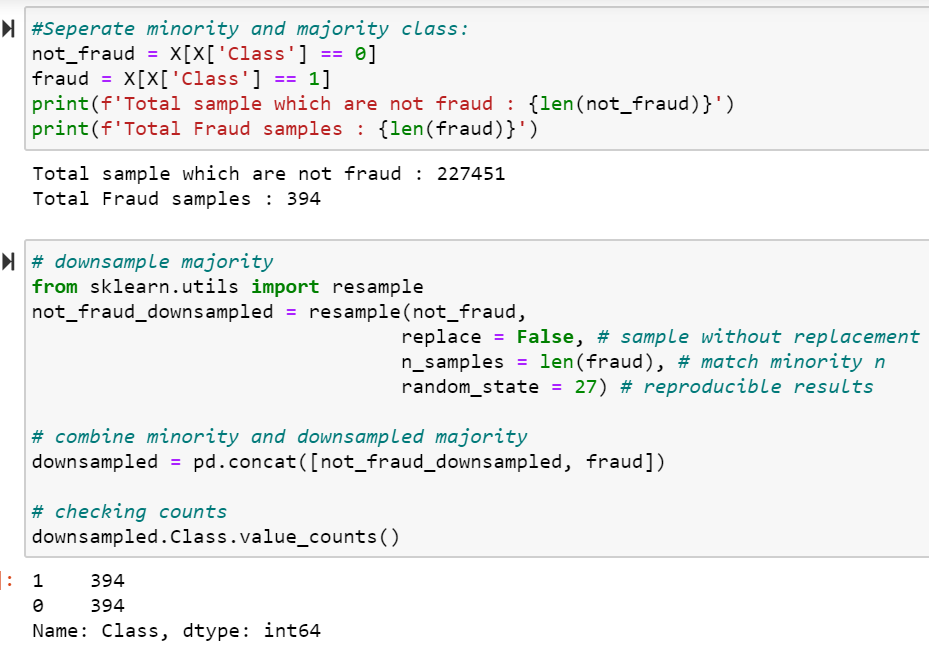 #Seperate minority and majority class:
not_fraud = X[X['Class'] == 0]
fraud = X[X['Class'] == 1]
print(f'Total sample which are not fraud : {len(not_fraud)}')
print(f'Total Fraud samples : {len(fraud)}')
Total sample which are not fraud : 227451
Total Fraud samples : 394
# downsample majority
from sklearn.utils import resample
not_fraud_downsampled = resample(not_fraud,
                                replace = False, # sample without replacement
                                n_samples = len(fraud), # match minority n
                                random_state = 27) # reproducible results
# combine minority and downsampled majority
downsampled = pd.concat([not_fraud_downsampled, fraud])
# checking counts
downsampled.Class.value_counts()
]: 1    394
0    394
Name: Class, dtype: int64